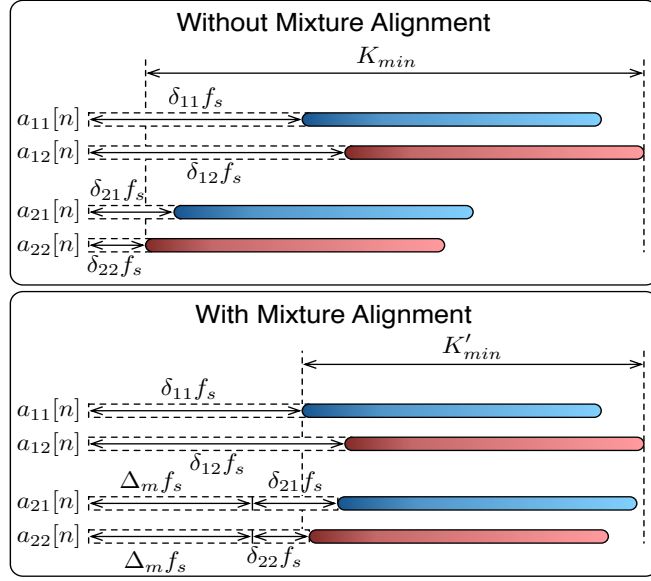 Without Mixture Alignment
K_{min}
δ_{11}f_s
a_{11}[n]
a_{12}[n]
δ_{12}f_s
δ_{21}f_s
a_{21}[n]
a_{22}[n]
δ_{22}f_s
With Mixture Alignment
K'_{min}
δ_{11}f_s
a_{11}[n]
a_{12}[n]
δ_{12}f_s
Δ_m f_s δ_{21}f_s
a_{21}[n]
a_{22}[n]
Δ_m f_s δ_{22}f_s